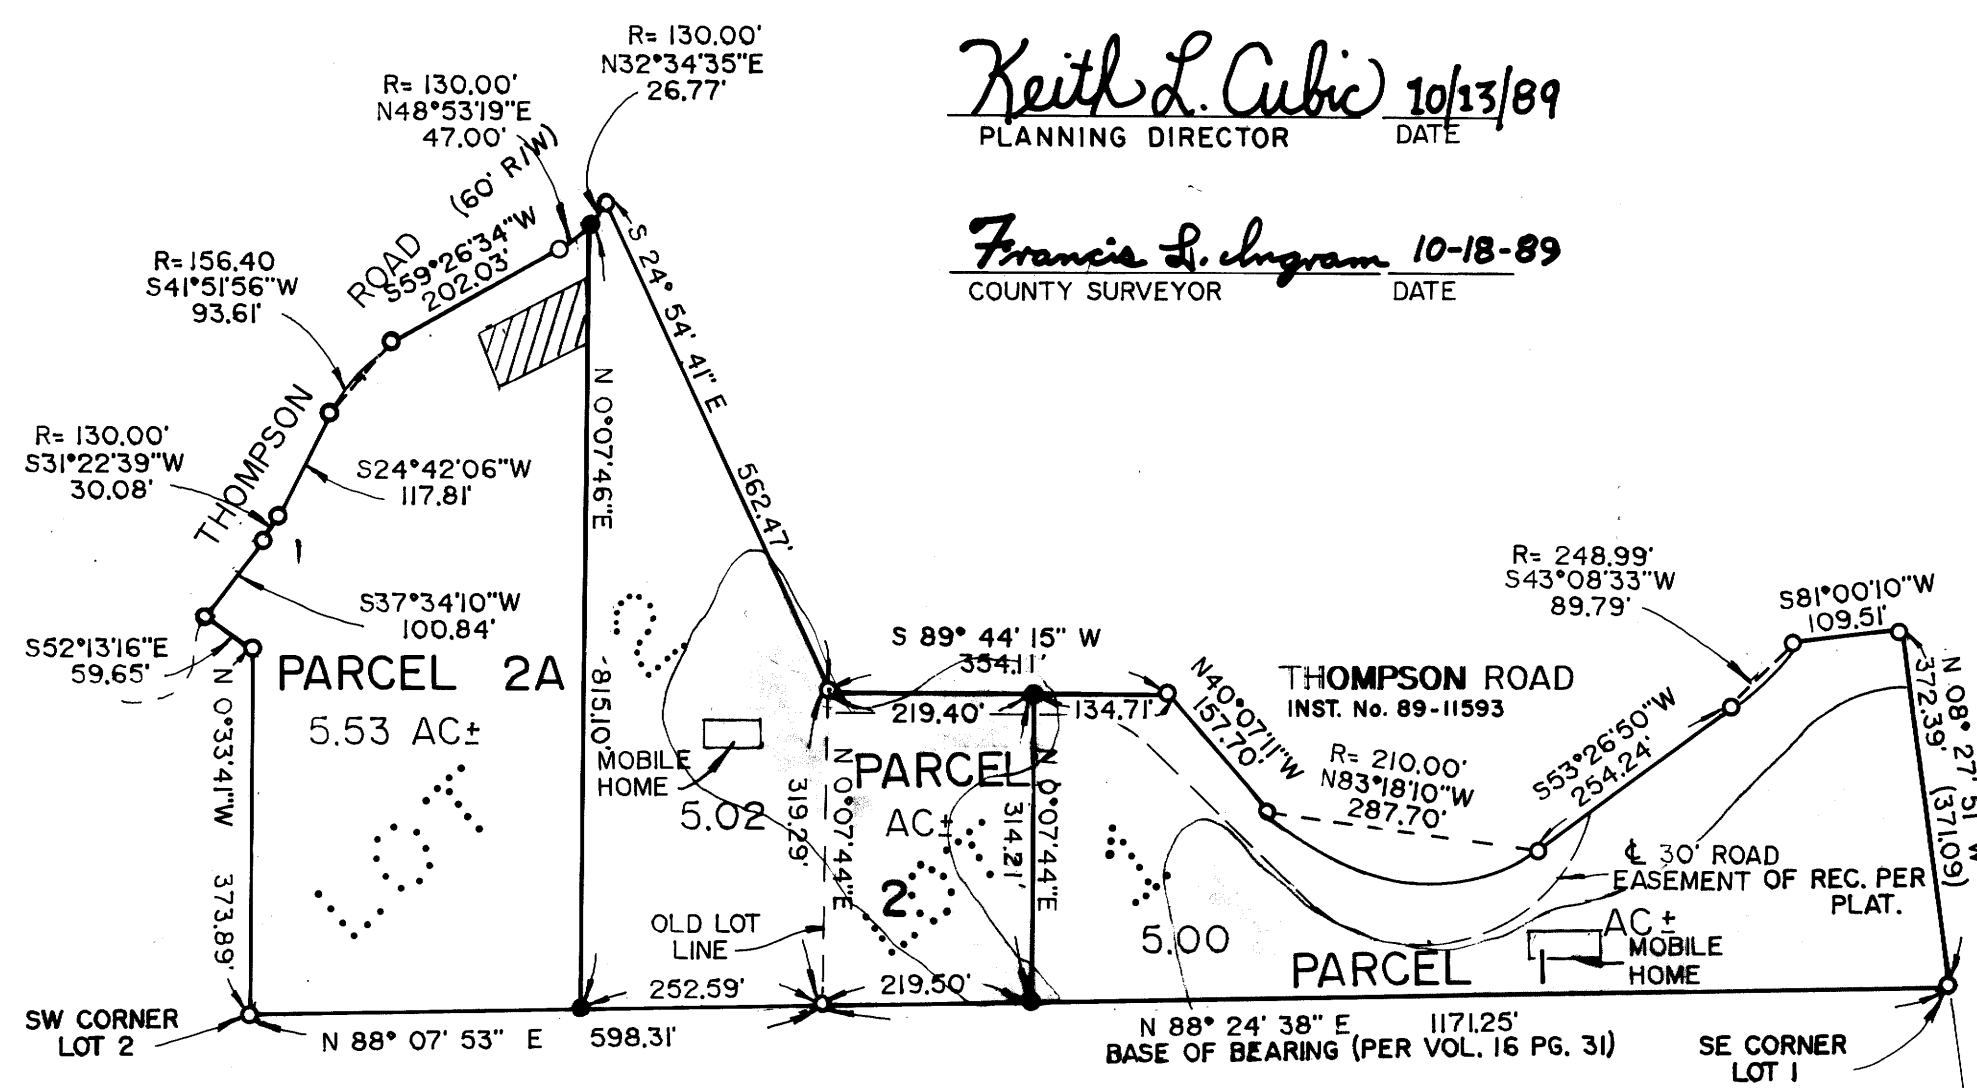 R= 130.00'
N32°34'35"E
26.77'
R= 130.00'
N48°53'19"E
47.00'
(60' R/W)
Keith L. Cubic 10/13/89
PLANNING DIRECTOR DATE
Francis L. Ingram 10-18-89
COUNTY SURVEYOR DATE
R=156.40
S41°51'56"W
93.61'
THOMPSON ROAD
S59°26'34"W
202.03'
S 24° 54' 41" E
562.47'
N 0°07'46"E
815.10'
R= 130.00'
S31°22'39"W
30.08'
S24°42'06"W
117.81'
S37°34'10"W
100.84'
S52°13'16"E
59.65'
N 0°33'41"W
373.89'
PARCEL 2A
5.53 AC±
LOT
1
2
MOBILE
HOME
5.02
S 89° 44' 15" W
354.11'
219.40'
134.71'
319.29'
N 0°07'44"E
PARCEL
AC±
2
LOT
1
314.21'
N 0°07'44"E
N40°07'11"W
157.70'
THOMPSON ROAD
INST. No. 89-11593
R= 210.00'
N83°18'10"W
287.70'
S53°26'50"W
254.24'
R= 248.99'
S43°08'33"W
89.79'
S81°00'10"W
109.51'
N 08° 27' 51" W
372.39' (371.09)
℄ 30' ROAD
EASEMENT OF REC. PER
PLAT.
5.00
AC±
PARCEL 1
MOBILE
HOME
OLD LOT
LINE
252.59'
219.50'
SW CORNER
LOT 2
N 88° 07' 53" E 598.31'
N 88° 24' 38" E 1171.25'
BASE OF BEARING (PER VOL. 16 PG. 31)
SE CORNER
LOT 1